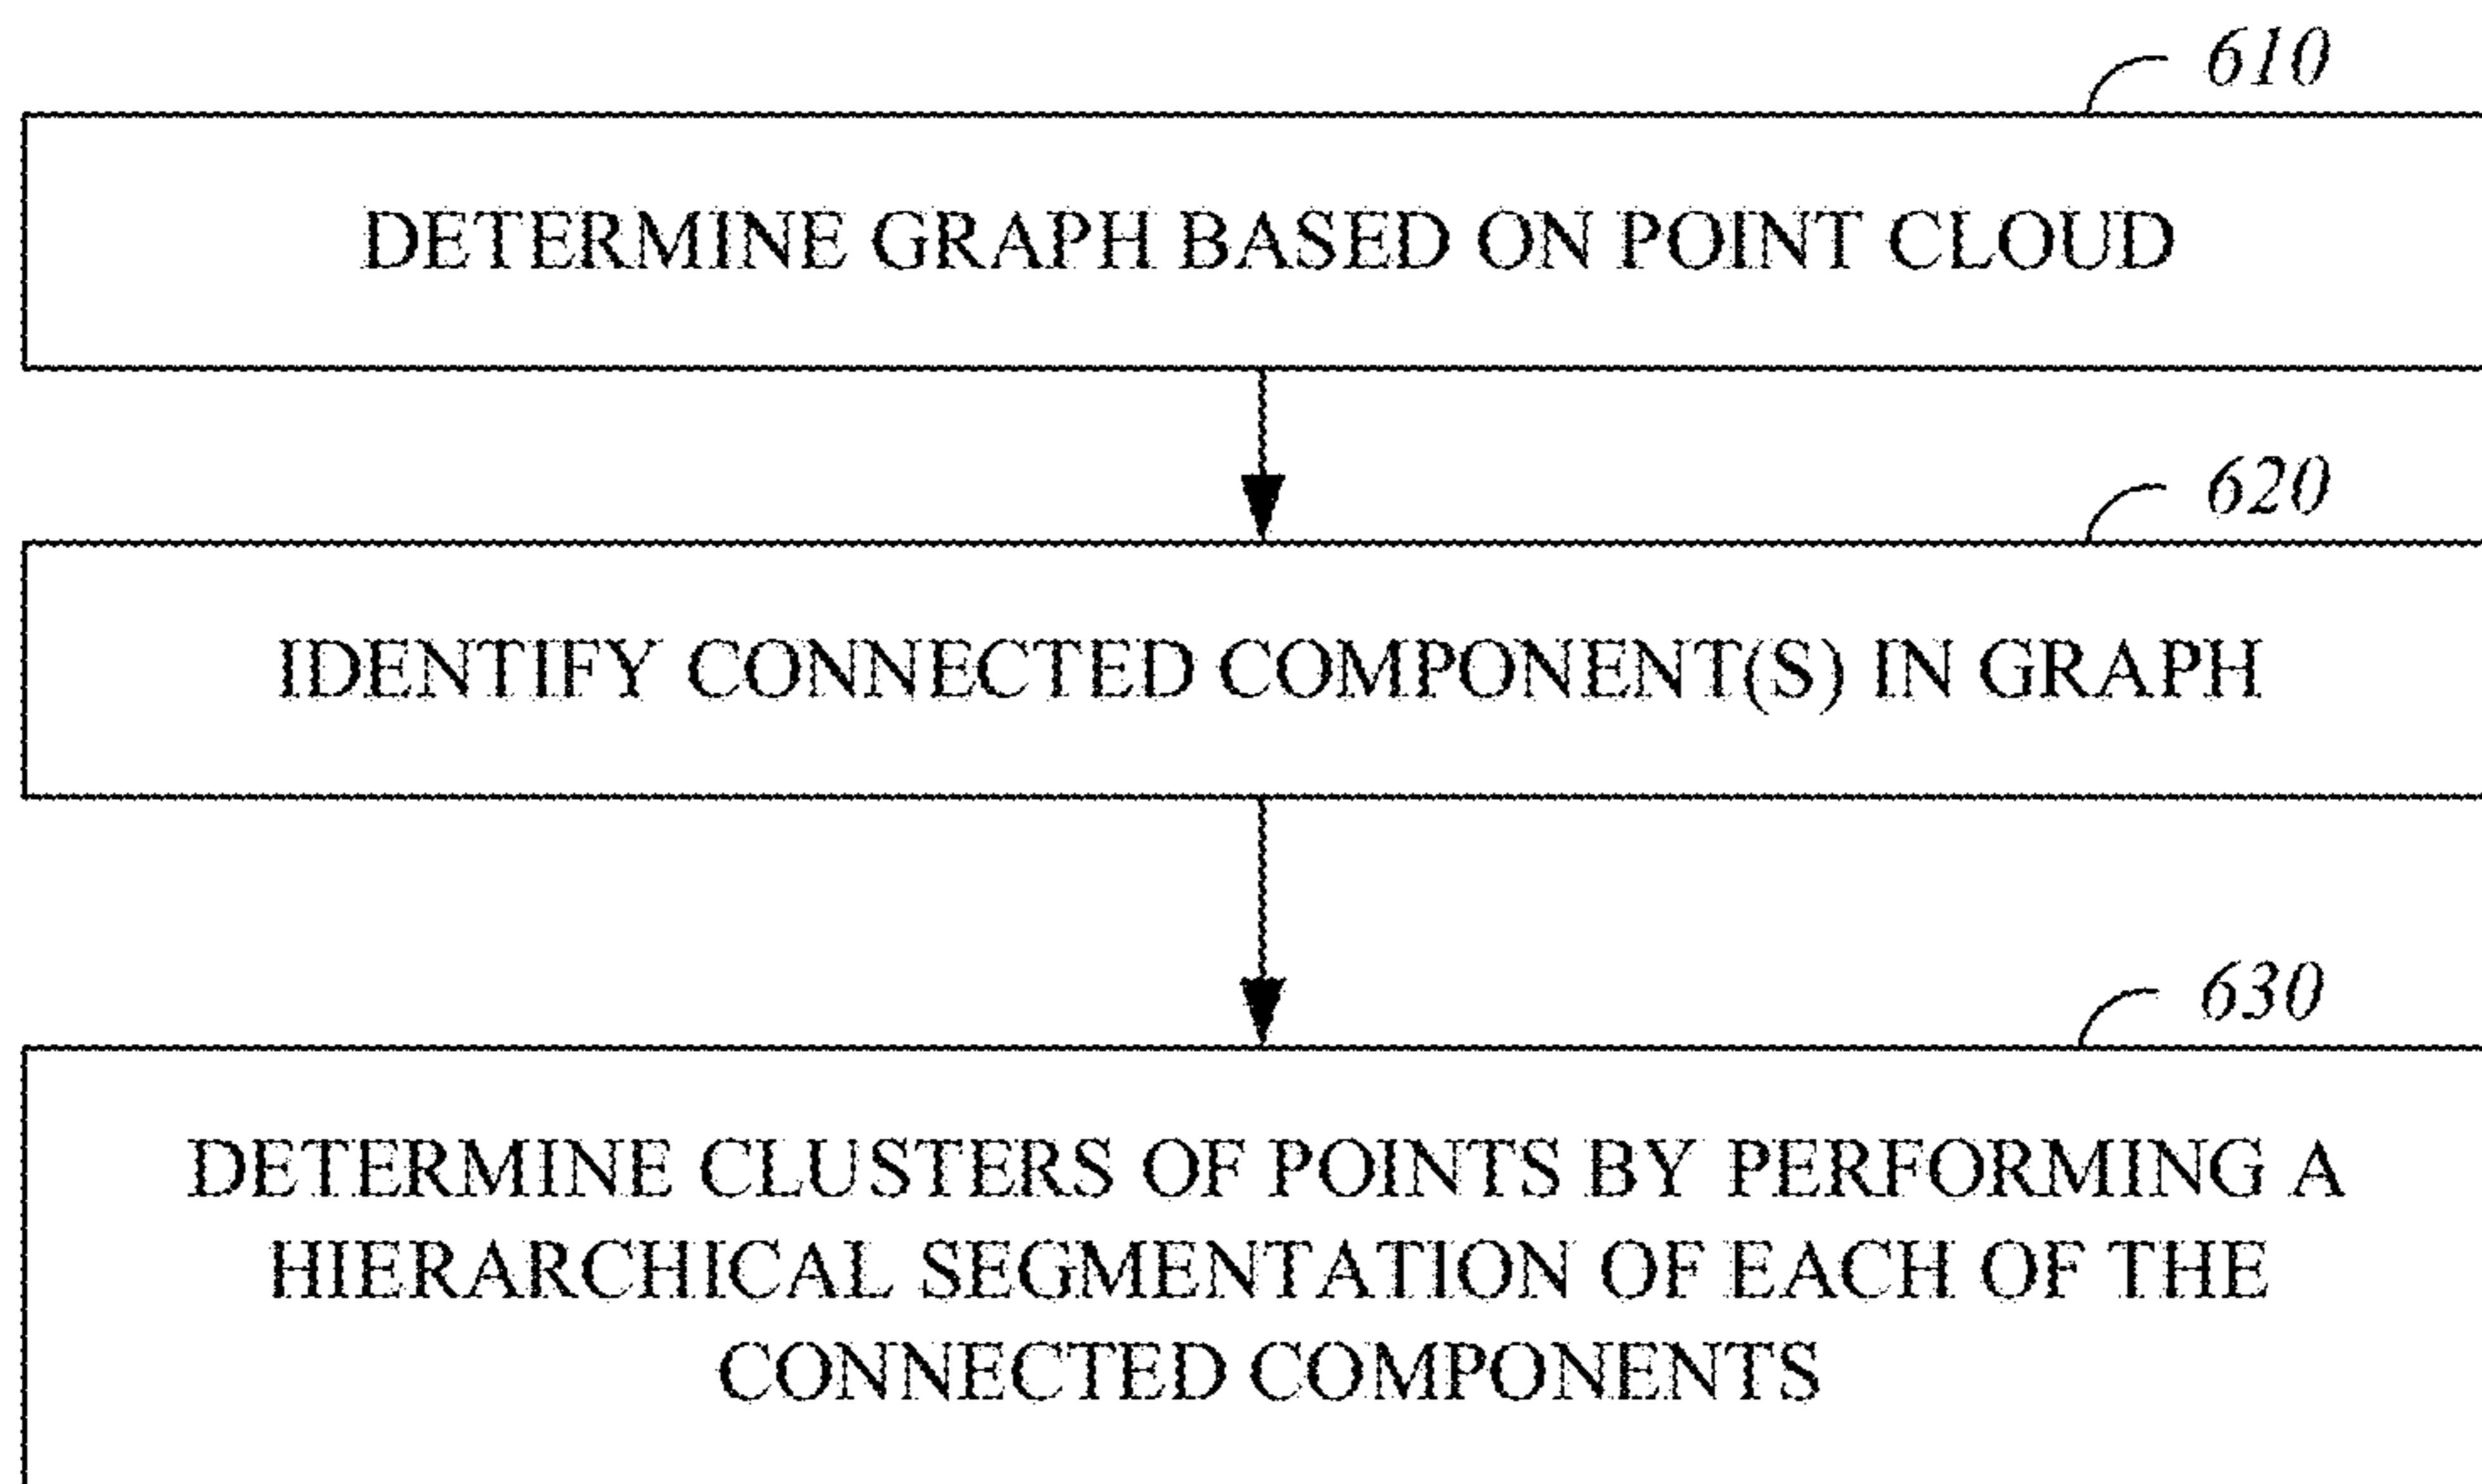 610
DETERMINE GRAPH BASED ON POINT CLOUD
620
IDENTIFY CONNECTED COMPONENT(S) IN GRAPH
630
DETERMINE CLUSTERS OF POINTS BY PERFORMING A
HIERARCHICAL SEGMENTATION OF EACH OF THE
CONNECTED COMPONENTS